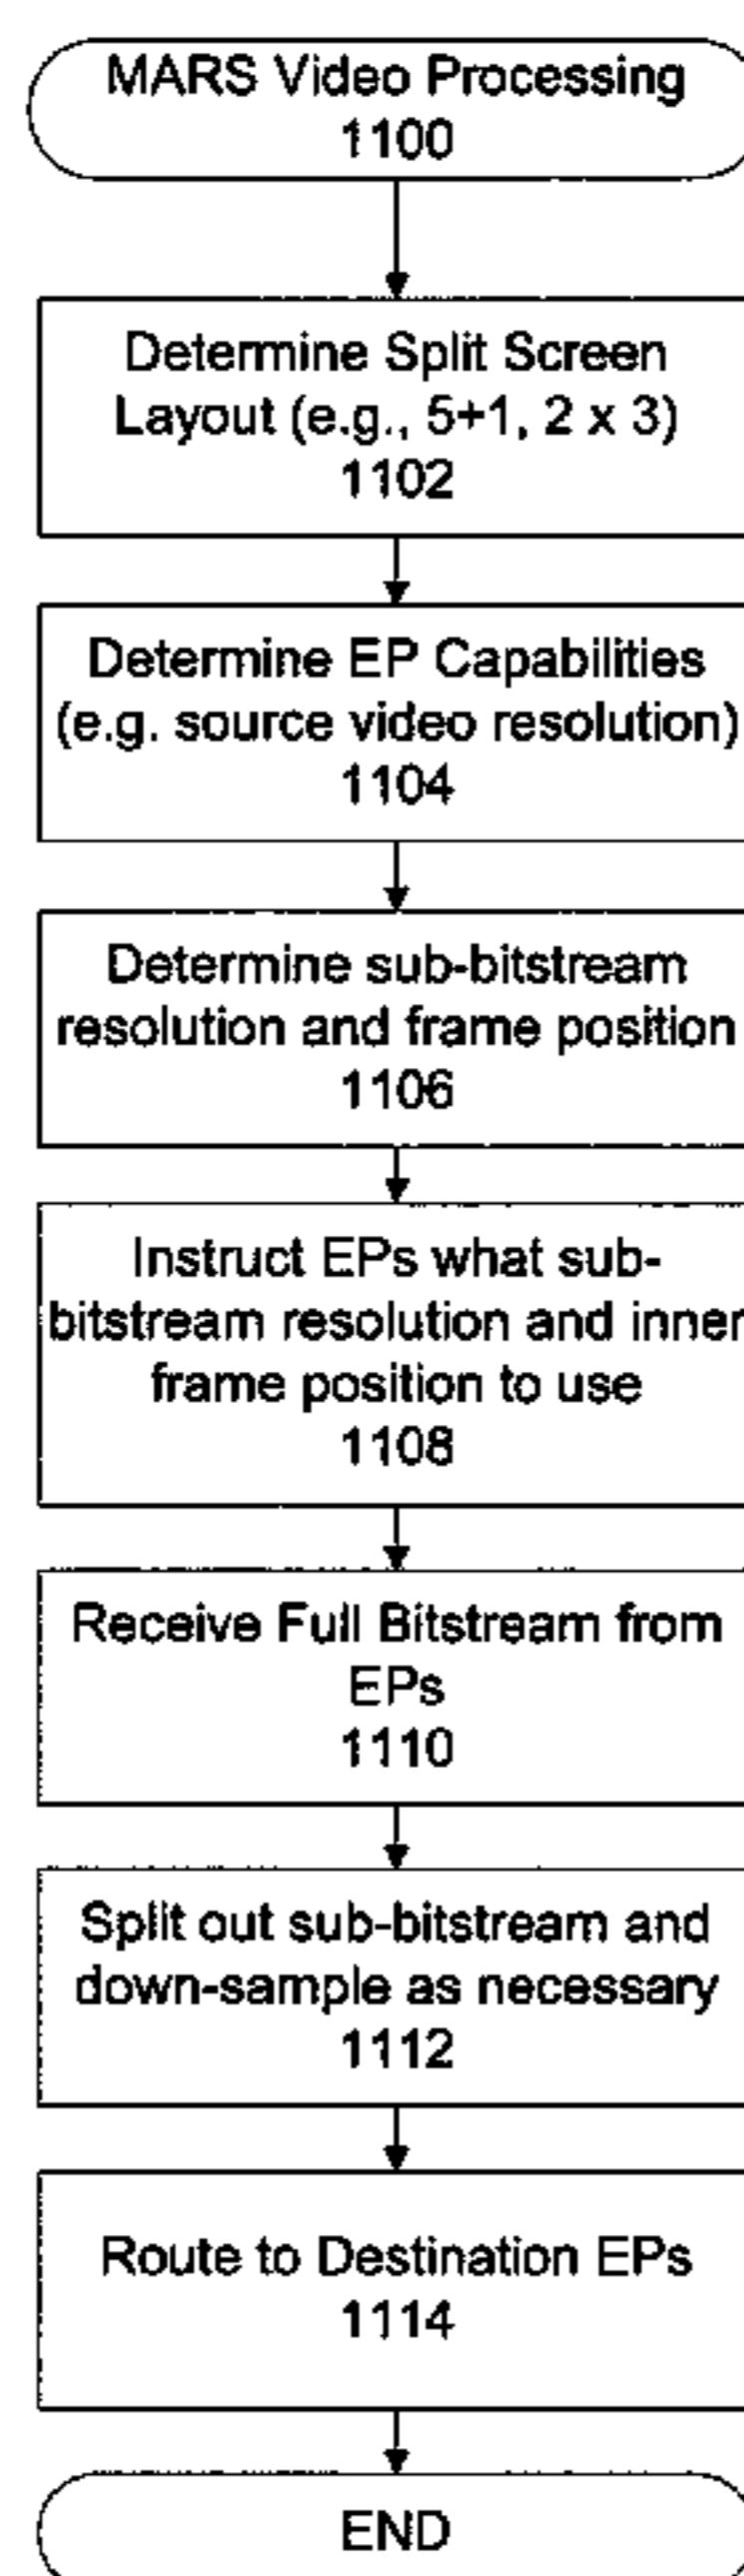 MARS Video Processing
1100
Determine Split Screen
Layout (e.g., 5+1, 2 x 3)
1102
Determine EP Capabilities
(e.g. source video resolution)
1104
Determine sub-bitstream
resolution and frame position
1106
Instruct EPs what sub-
bitstream resolution and inner
frame position to use
1108
Receive Full Bitstream from
EPs
1110
Split out sub-bitstream and
down-sample as necessary
1112
Route to Destination EPs
1114
END